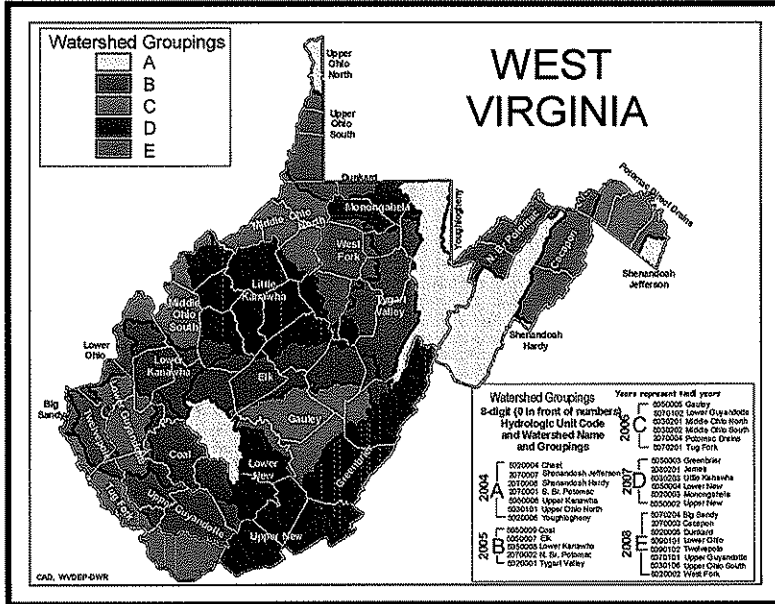 Watershed Groupings
A
B
C
D
E
WEST
VIRGINIA
Upper
Ohio
North
Upper
Ohio
South
Dunkard
Monongahela
Middle Ohio
North
West
Fork
Youghiogheny
N. B. Potomac
Cacapon
Potomac Direct Drains
Shenandoah
Jefferson
Shenandoah
Hardy
Little
Kanawha
Tygart
Valley
Middle
Ohio
South
Lower
Ohio
Lower
Kanawha
Elk
Big
Sandy
Twelvepole
Lower Guyandotte
Gauley
Coal
Greenbrier
Lower
New
Tug Fork
Upper Guyandotte
Upper New
CAD, WVDEP-DWR
Watershed Groupings
8-digit (0 in front of numbers)
Hydrologic Unit Code
and Watershed Name
and Groupings
2004
A
5020004 Cheat
2070007 Shenandoah Jefferson
2070006 Shenandoah Hardy
2070001 S. Br. Potomac
5050006 Upper Kanawha
5030101 Upper Ohio North
5020006 Youghiogheny
2005
B
5050009 Coal
5050007 Elk
5050008 Lower Kanawha
2070002 N. Br. Potomac
5020001 Tygart Valley
Years represent final years
2006
C
5050005 Gauley
5070102 Lower Guyandotte
5030201 Middle Ohio North
5030202 Middle Ohio South
2070004 Potomac Drains
5070201 Tug Fork
2007
D
5050003 Greenbrier
2080201 James
5030203 Little Kanawha
5050004 Lower New
5020003 Monongahela
5050002 Upper New
2008
E
5070204 Big Sandy
2070003 Cacapon
5020005 Dunkard
5090101 Lower Ohio
5090102 Twelvepole
5070101 Upper Guyandotte
5030106 Upper Ohio South
5020002 West Fork